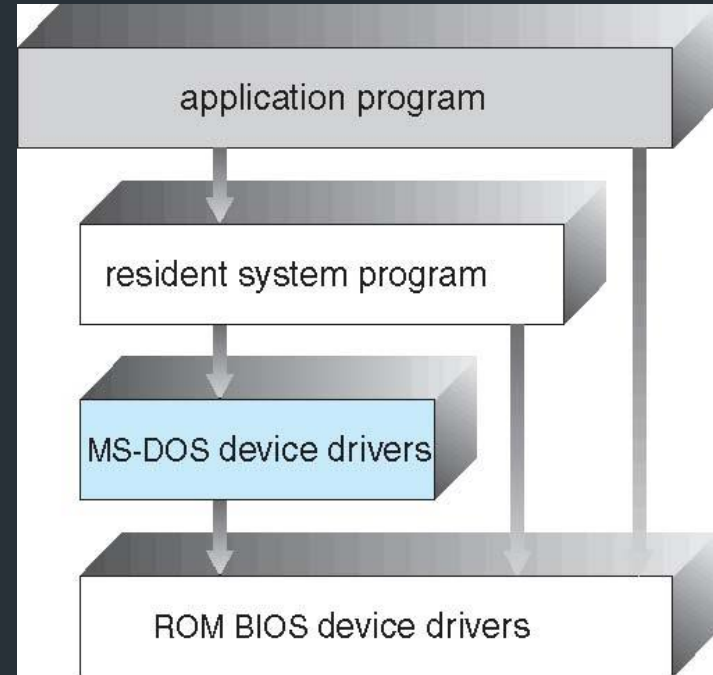 application program
resident system program
MS-DOS device drivers
ROM BIOS device drivers